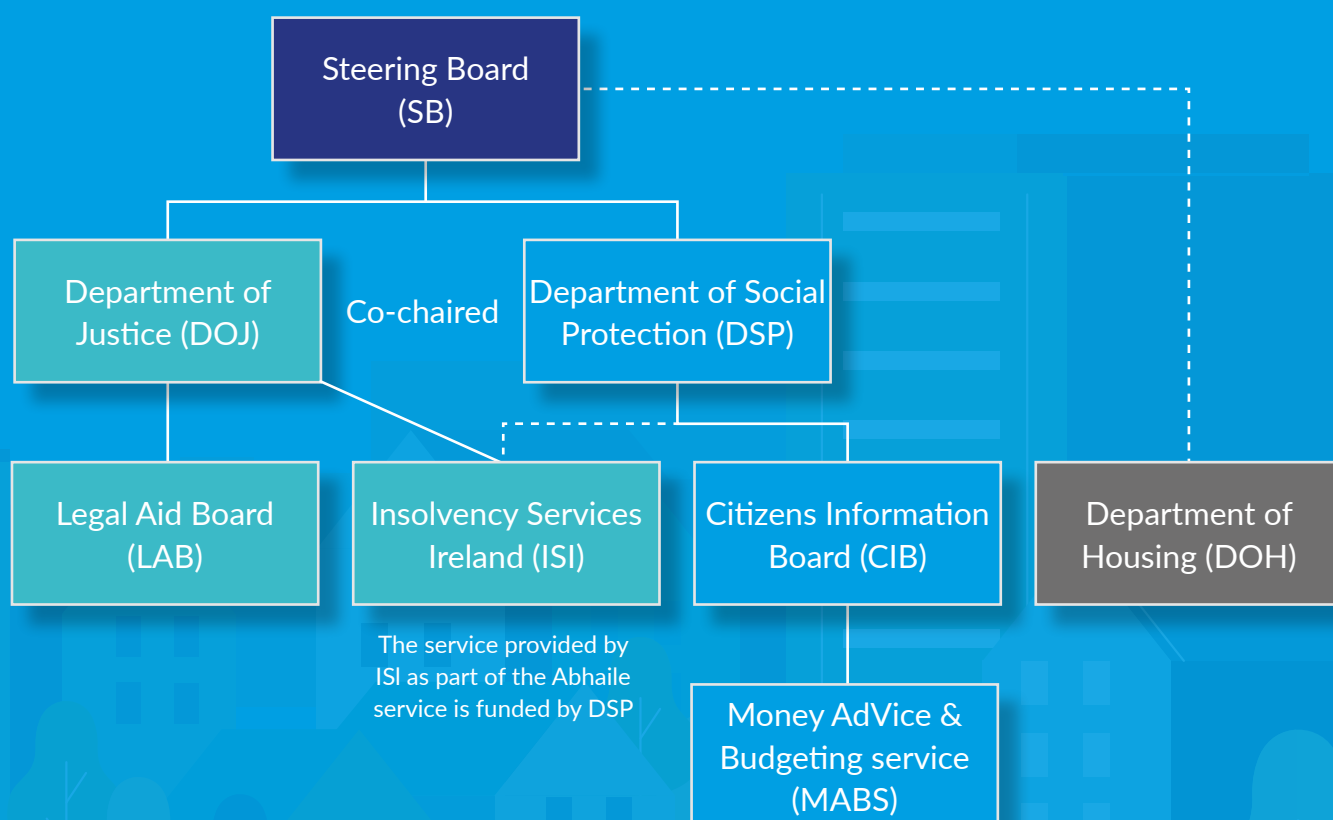 Steering Board
(SB)
Department of
Justice (DOJ)
Co-chaired
Department of Social
Protection (DSP)
Legal Aid Board
(LAB)
Insolvency Services
Ireland (ISI)
Citizens Information
Board (CIB)
Department of
Housing (DOH)
The service provided by
ISI as part of the Abhaile
service is funded by DSP
Money AdVice &
Budgeting service
(MABS)